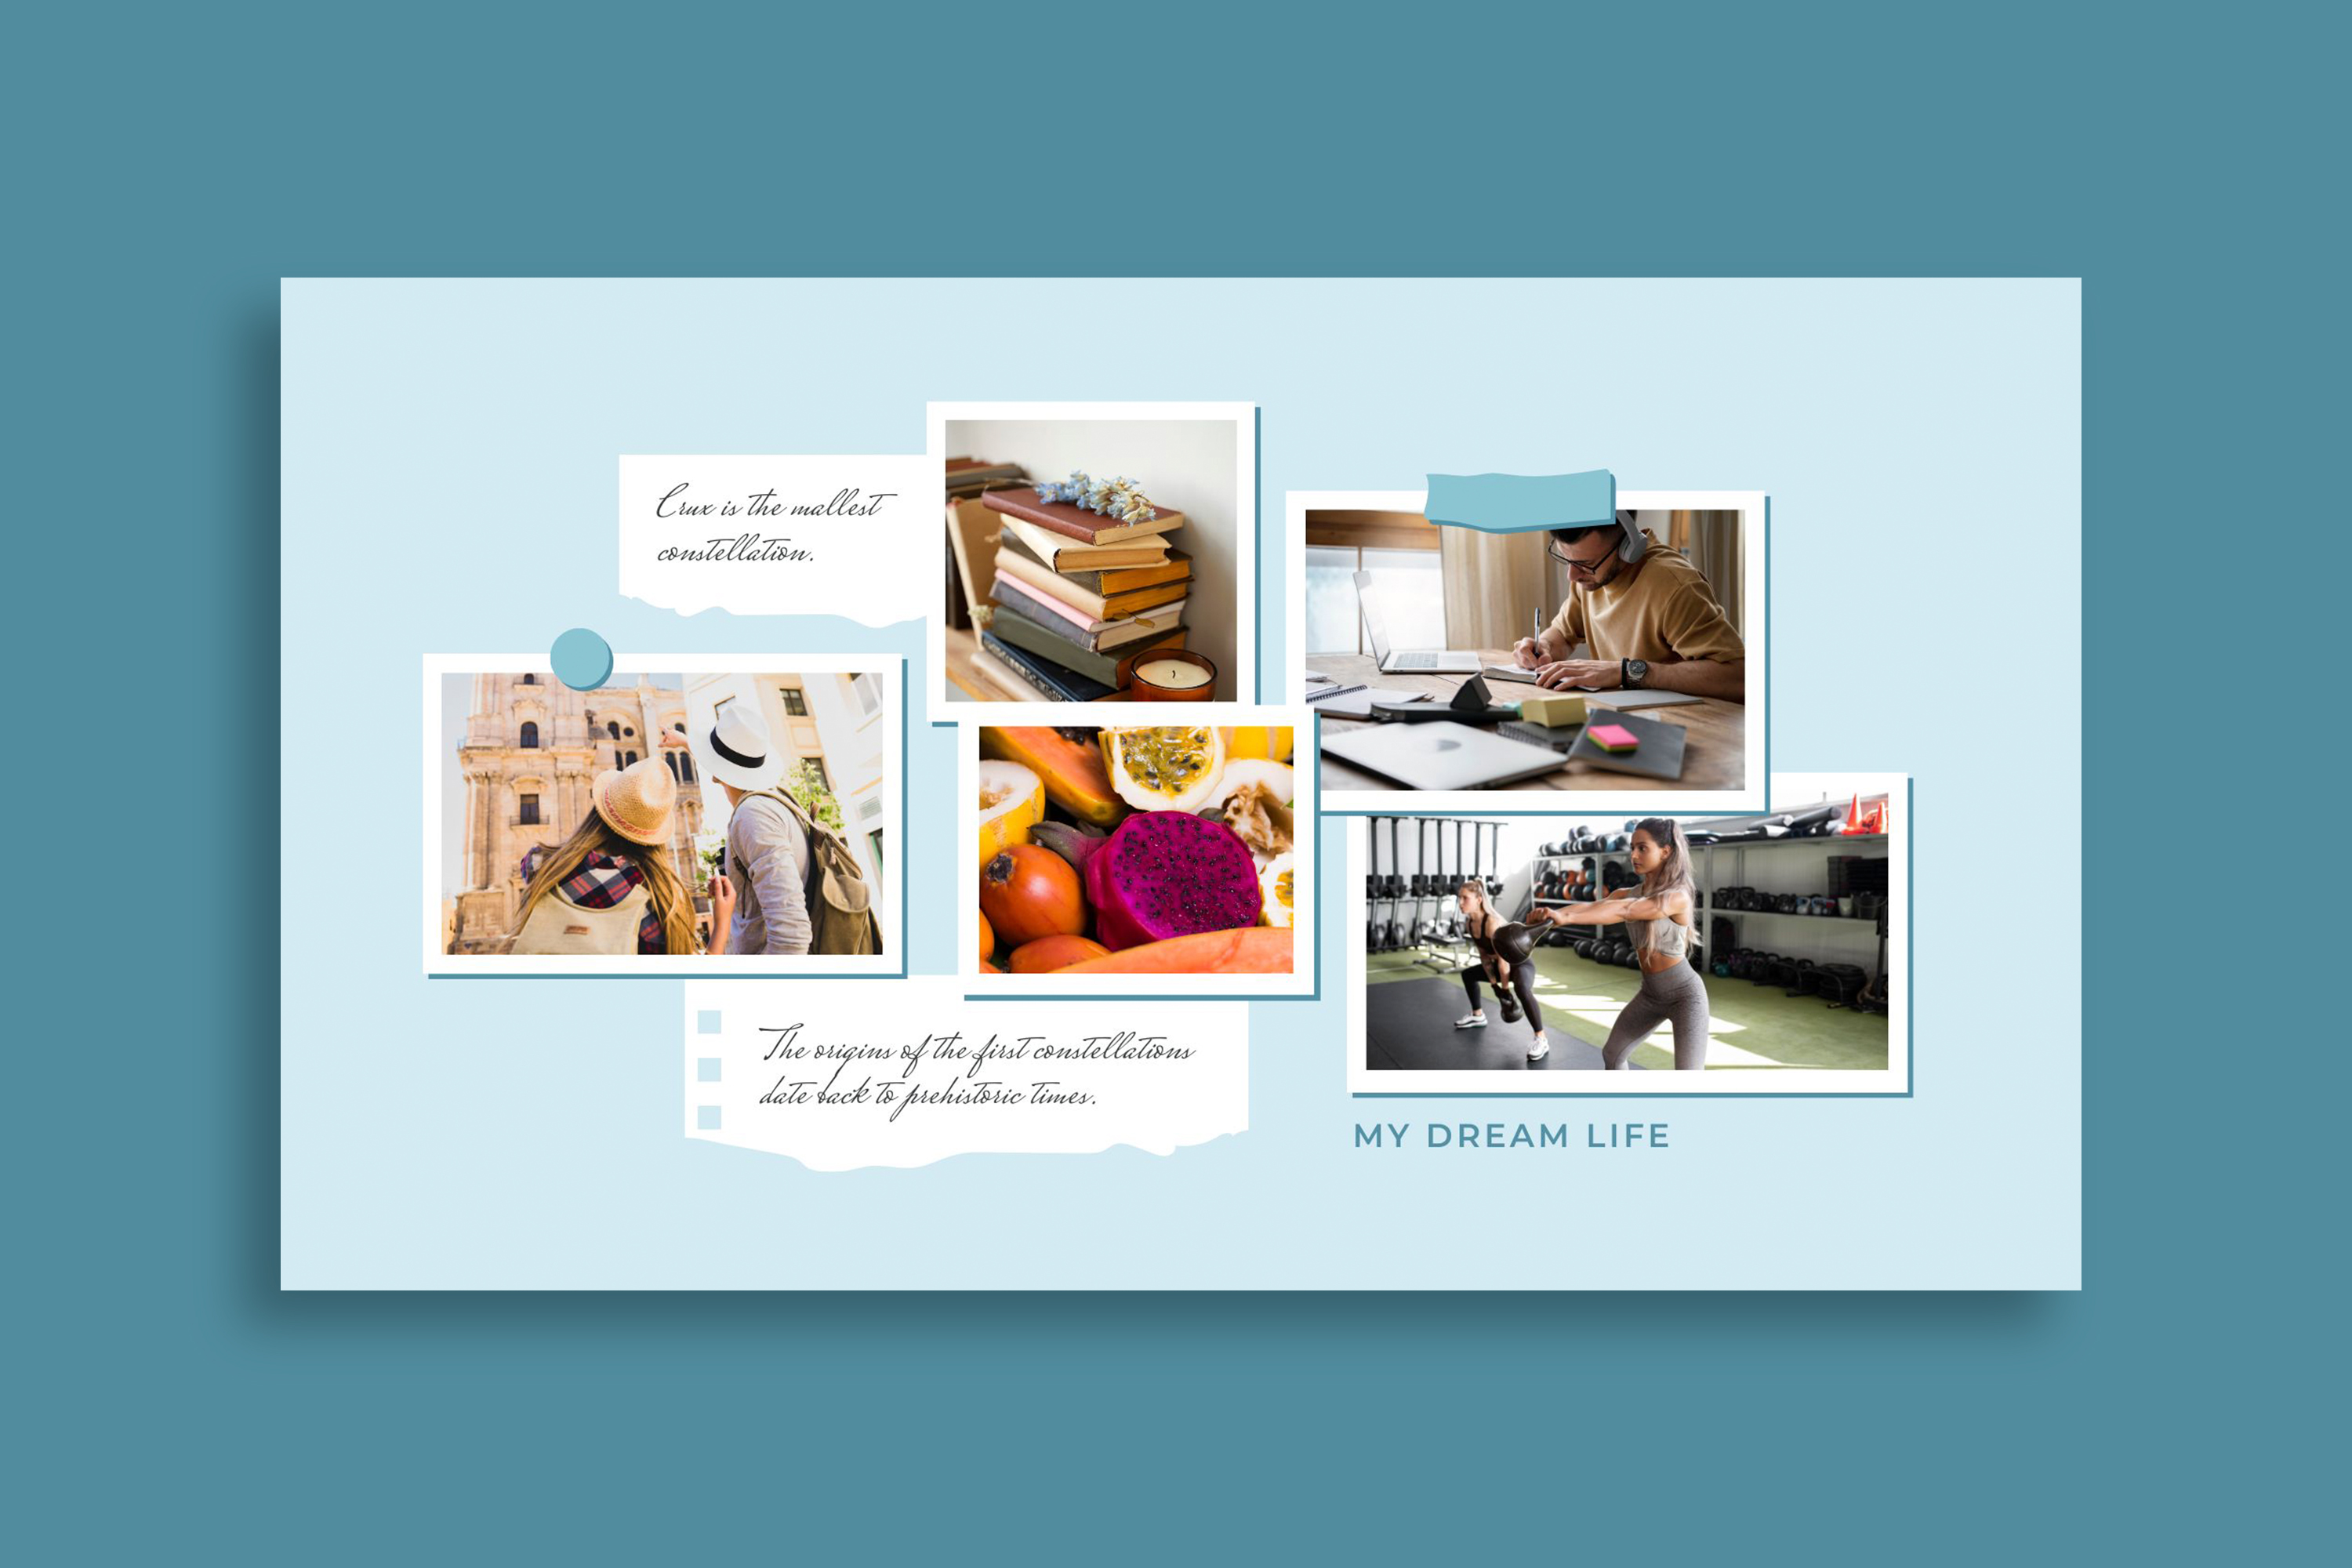 Crux is the mallest
constellation.
The origins of the first constellations
date back to prehistoric times.
MY DREAM LIFE